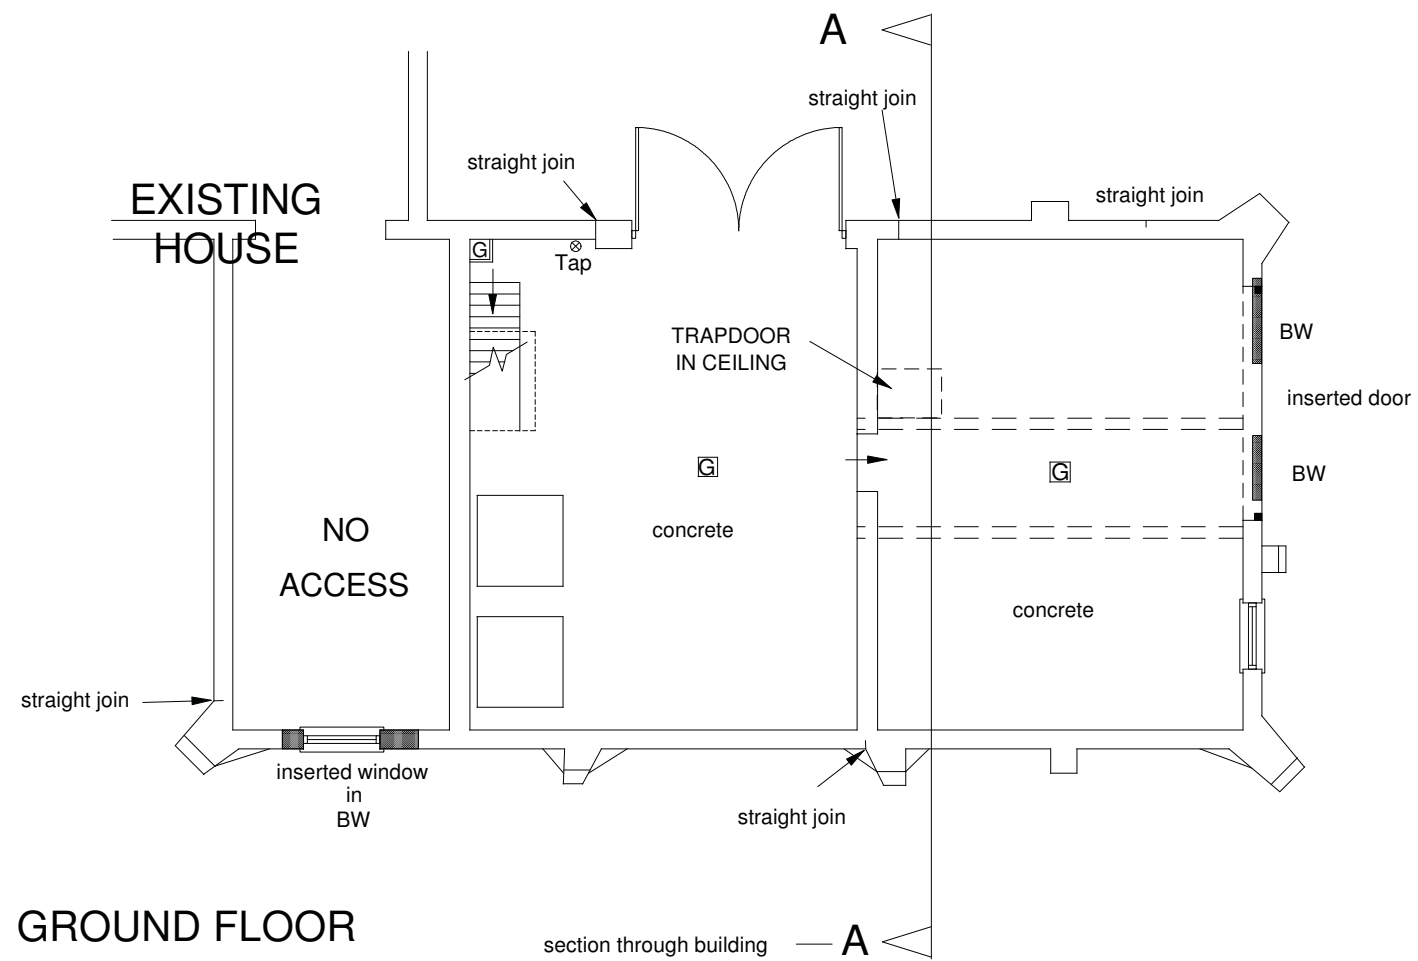 A
straight join
straight join
straight join
EXISTING
HOUSE
G
Tap
TRAPDOOR
IN CEILING
BW
inserted door
G
G
BW
concrete
NO
ACCESS
concrete
straight join
inserted window
in
BW
straight join
GROUND FLOOR
section through building
A